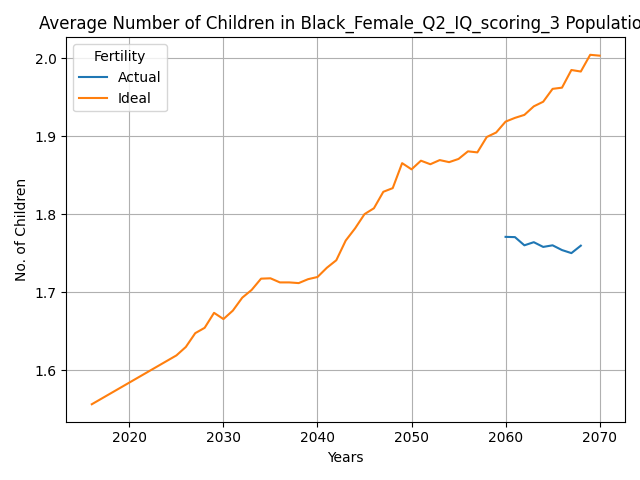 Average Number of Children in Black_Female_Q2_IQ_scoring_3 Populatio
Fertility
Actual
Ideal
No. of Children
2.0
1.9
1.8
1.7
1.6
2020 2030 2040 2050 2060 2070
Years